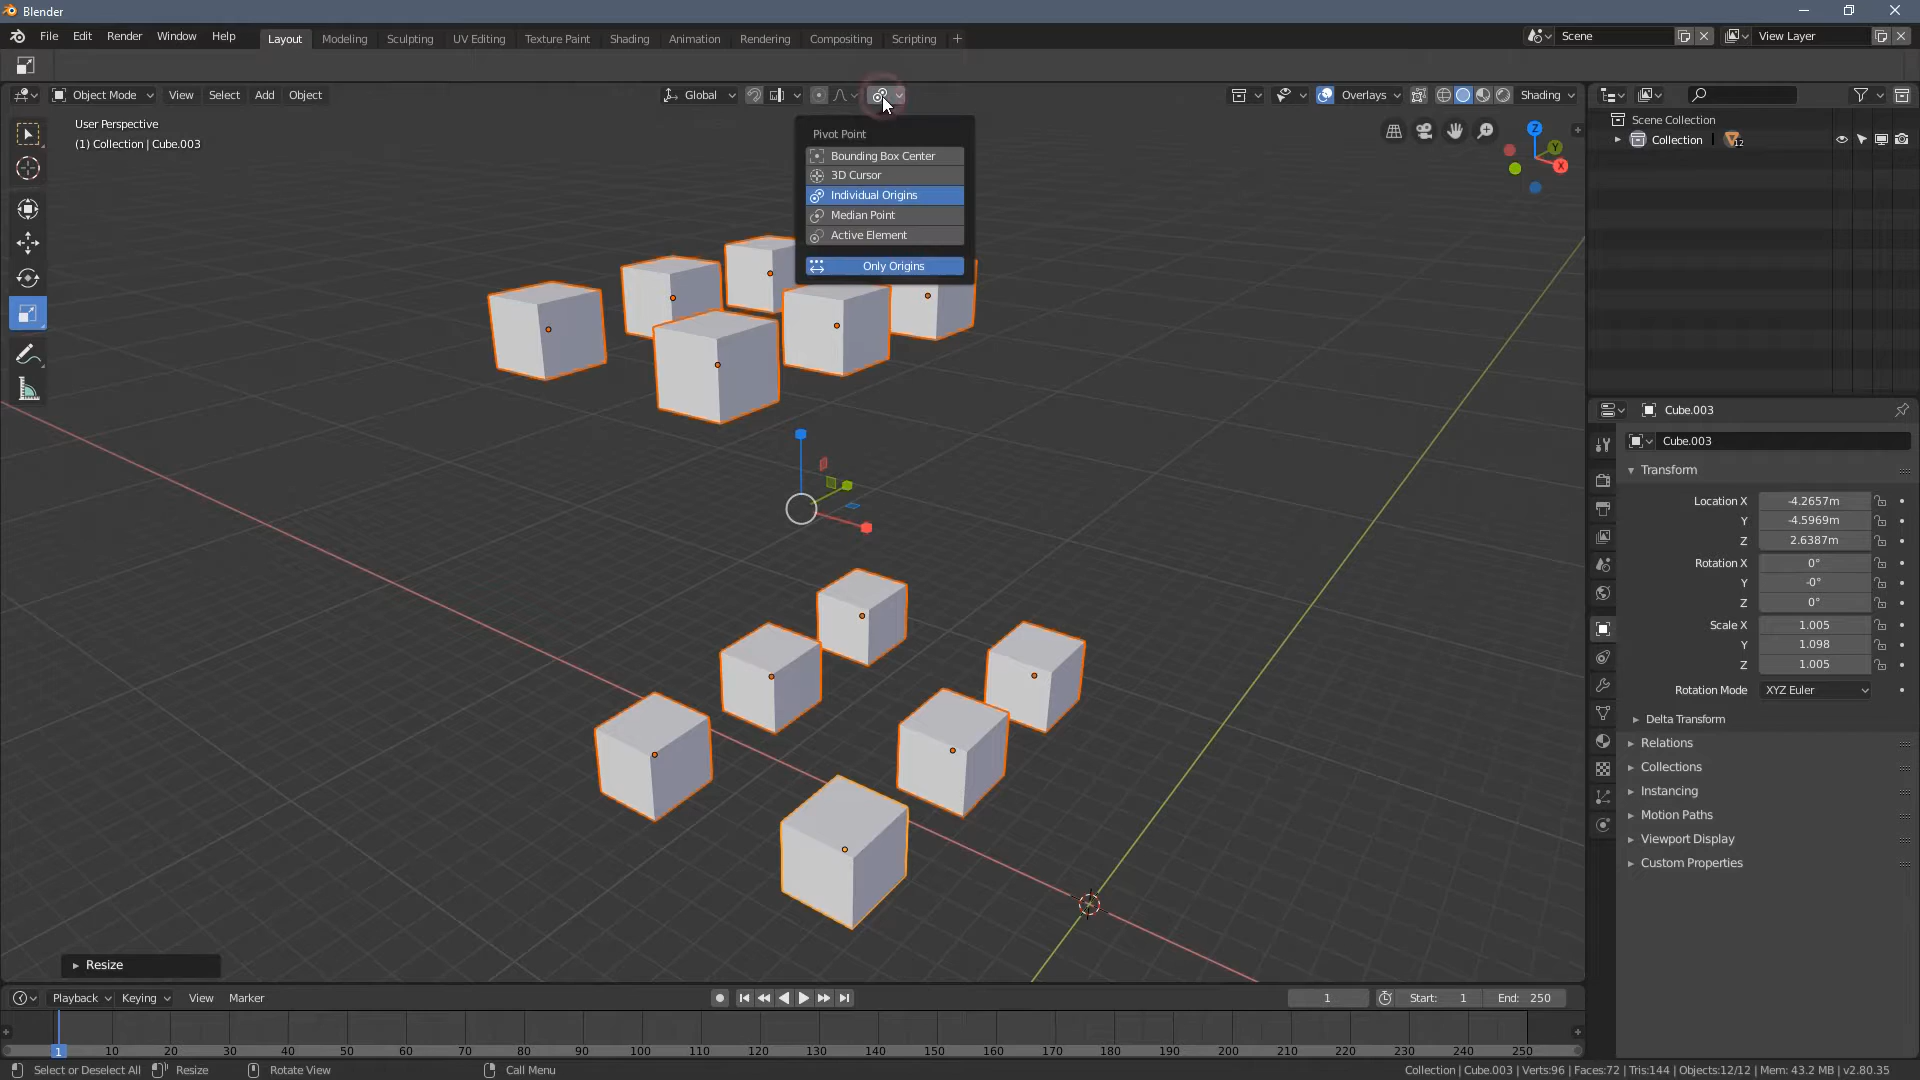 Blender
File Edit Render Window Help Layout Modeling Sculpting UV Editing Texture Paint Shading Animation Rendering Compositing Scripting + Scene View Layer
Object Mode View Select Add Object Global Overlays Shading
User Perspective
(1) Collection | Cube.003
Pivot Point
Bounding Box Center
3D Cursor
Individual Origins
Median Point
Active Element
Only Origins
Z
Y
X
Scene Collection
Collection 12
Cube.003
Cube.003
Transform
Location X -4.2657m
Y -4.5969m
Z 2.6387m
Rotation X 0°
Y -0°
Z 0°
Scale X 1.005
Y 1.098
Z 1.005
Rotation Mode XYZ Euler
Delta Transform
Relations
Collections
Instancing
Motion Paths
Viewport Display
Custom Properties
Resize
Playback Keying View Marker 1 Start: 1 End: 250
1 10 20 30 40 50 60 70 80 90 100 110 120 130 140 150 160 170 180 190 200 210 220 230 240 250
Select or Deselect All Resize Rotate View Call Menu Collection | Cube.003 | Verts:96 | Faces:72 | Tris:144 | Objects:12/12 | Mem: 43.2 MB | v2.80.35